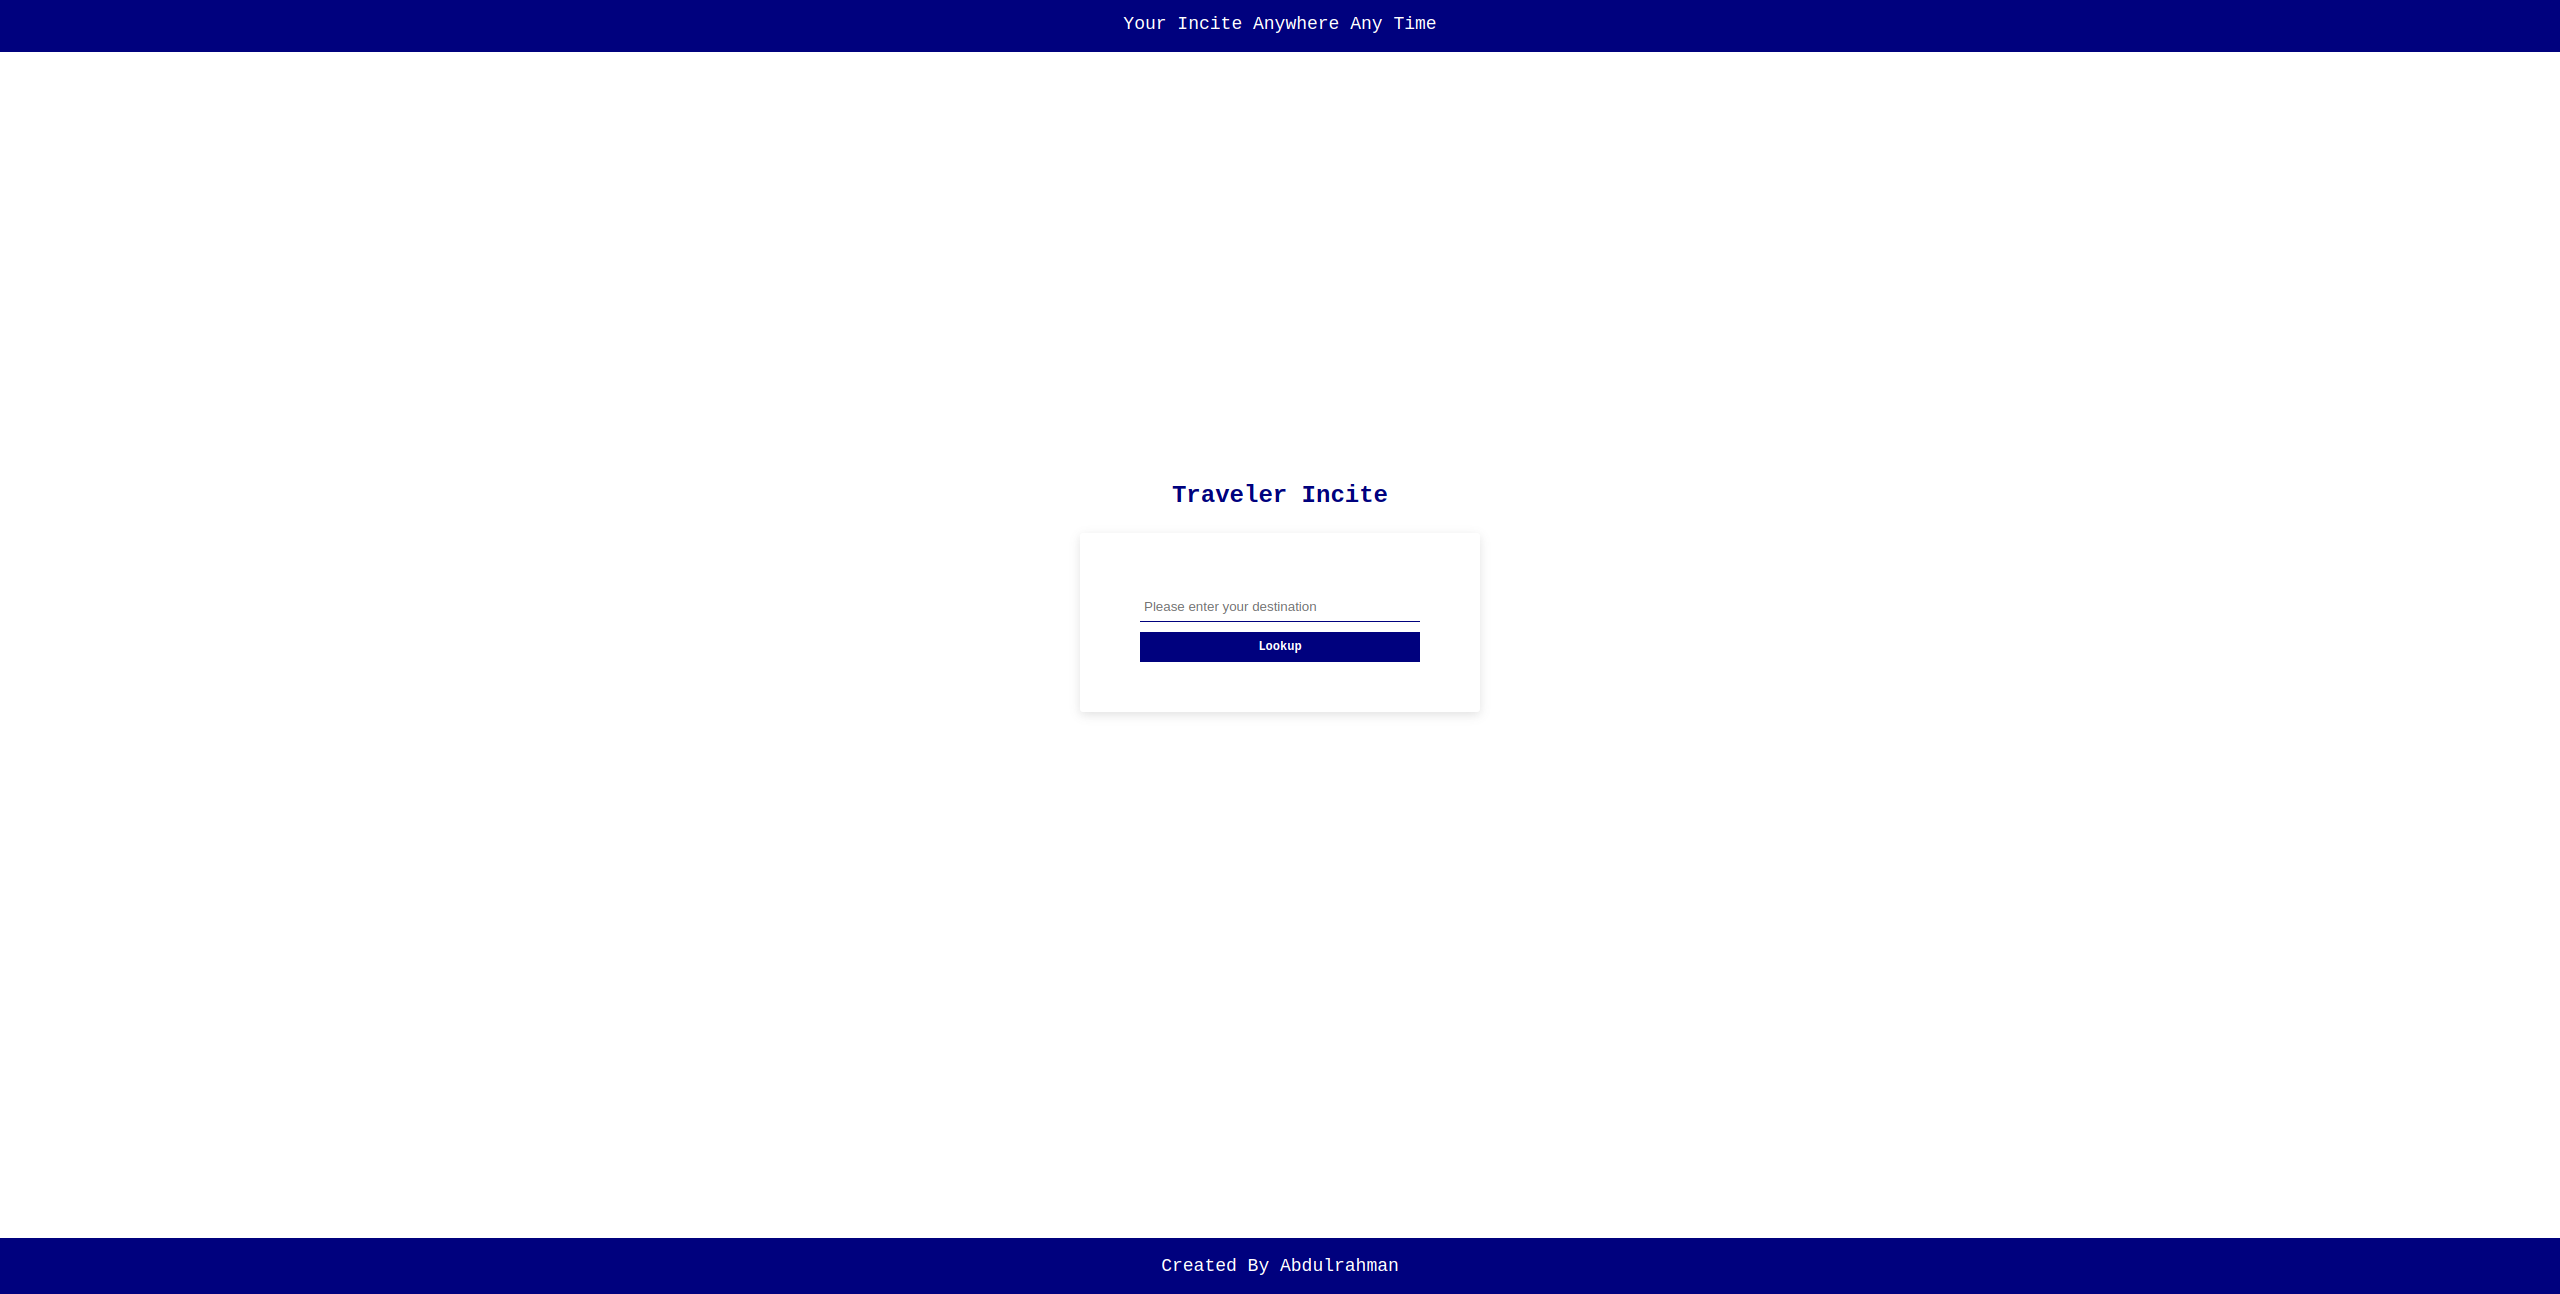 Your Incite Anywhere Any Time
Traveler Incite
Please enter your destination
Lookup
Created By Abdulrahman